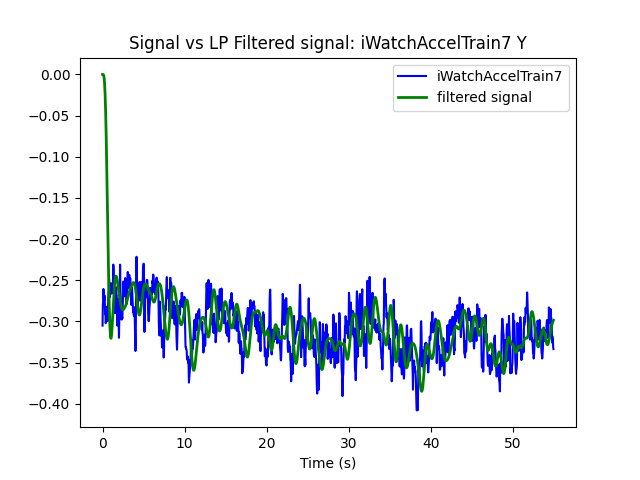 Signal vs LP Filtered signal: iWatchAccelTrain7 Y
iWatchAccelTrain7
filtered signal
0.00
−0.05
−0.10
−0.15
−0.20
−0.25
−0.30
−0.35
−0.40
0 10 20 30 40 50
Time (s)